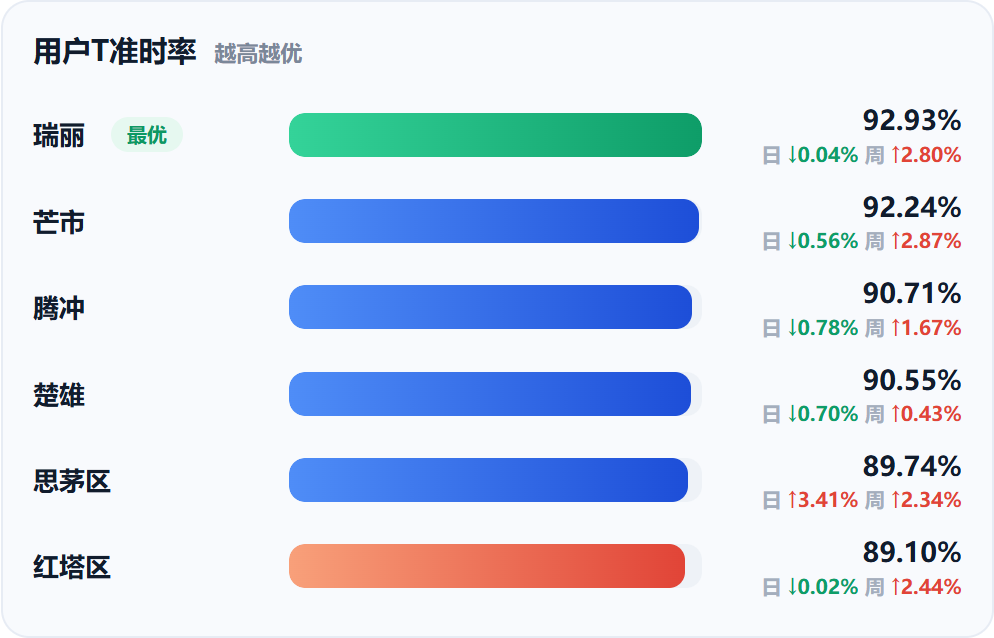 用户T准时率 越高越优
瑞丽 最优 92.93%
日 ↓0.04% 周 ↑2.80%
芒市 92.24%
日 ↓0.56% 周 ↑2.87%
腾冲 90.71%
日 ↓0.78% 周 ↑1.67%
楚雄 90.55%
日 ↓0.70% 周 ↑0.43%
思茅区 89.74%
日 ↑3.41% 周 ↑2.34%
红塔区 89.10%
日 ↓0.02% 周 ↑2.44%